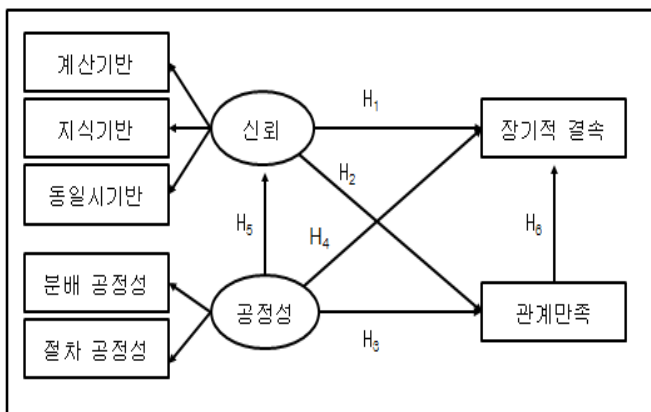 계산기반
지식기반
동일시기반
분배 공정성
절차 공정성
신뢰
공정성
장기적 결속
관계만족
H₁
H₂
H₅
H₄
H₆
H₆